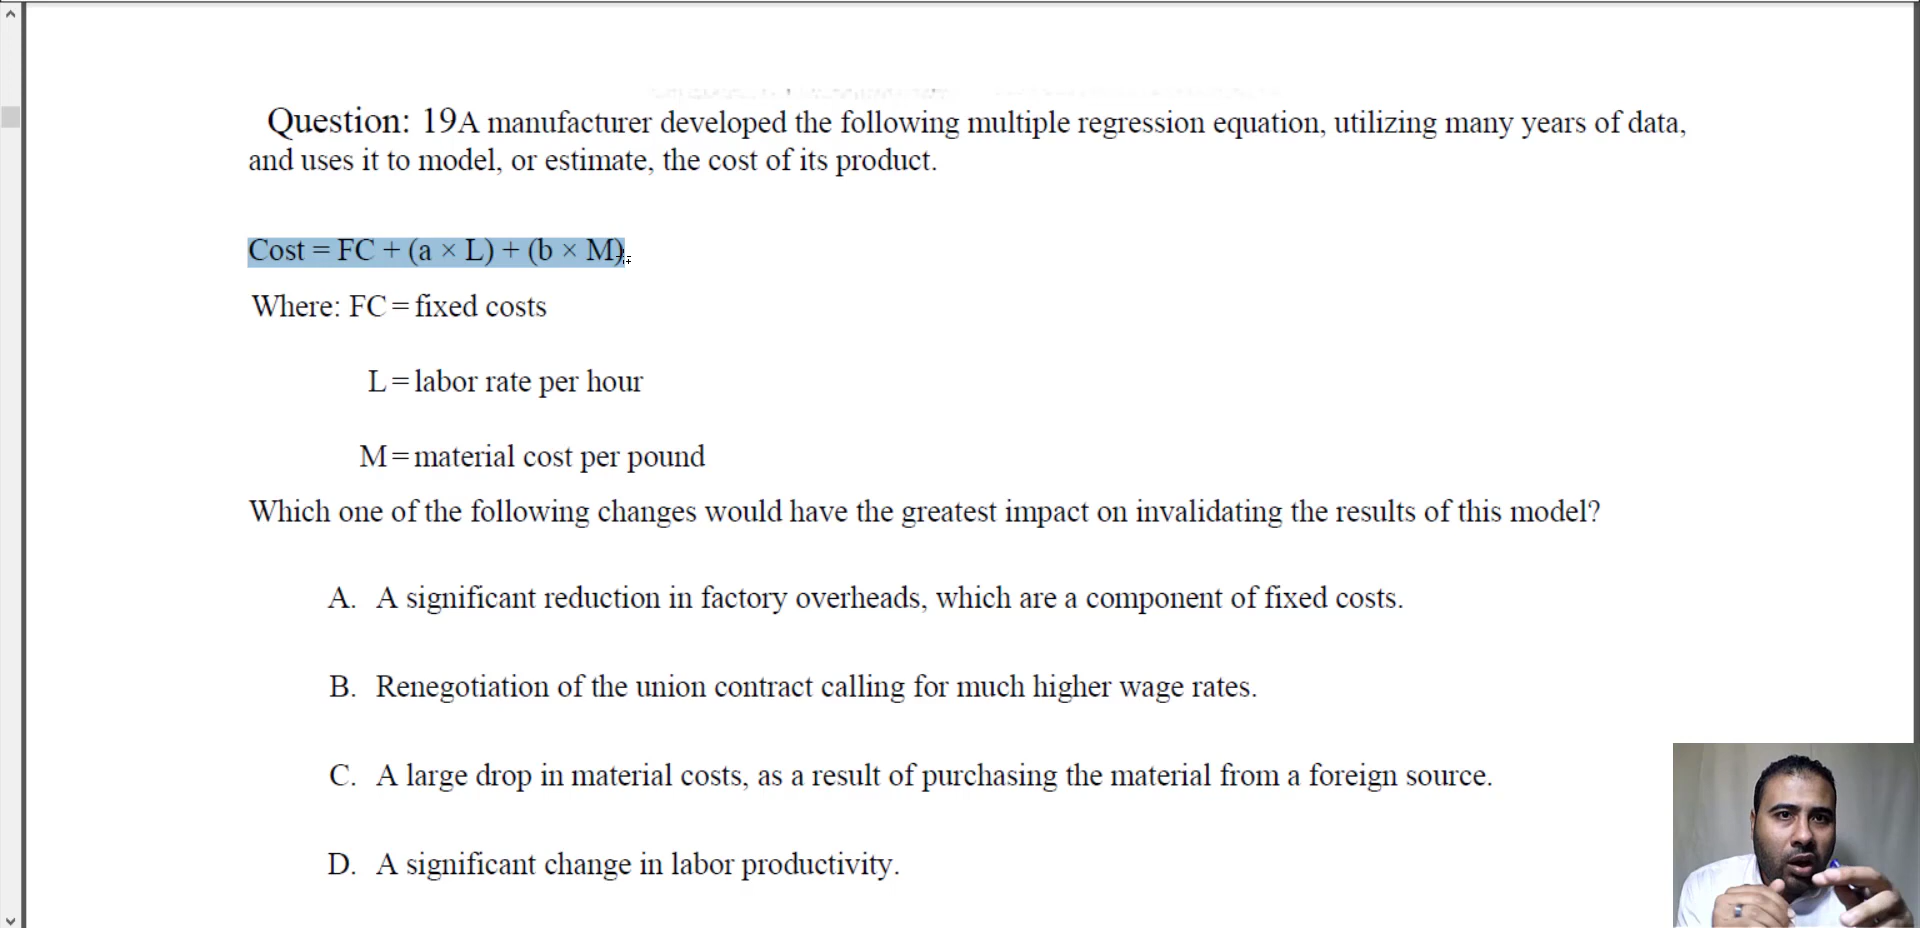 Question: 19A manufacturer developed the following multiple regression equation, utilizing many years of data,
and uses it to model, or estimate, the cost of its product.
Cost = FC + (a × L) + (b × M)
Where: FC = fixed costs
L = labor rate per hour
M = material cost per pound
Which one of the following changes would have the greatest impact on invalidating the results of this model?
A. A significant reduction in factory overheads, which are a component of fixed costs.
B. Renegotiation of the union contract calling for much higher wage rates.
C. A large drop in material costs, as a result of purchasing the material from a foreign source.
D. A significant change in labor productivity.